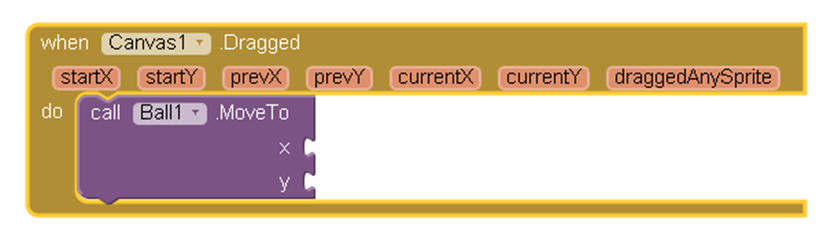 when Canvas1 .Dragged
startX startY prevX prevY currentX currentY draggedAnySprite
do call Ball1 .MoveTo
x
y